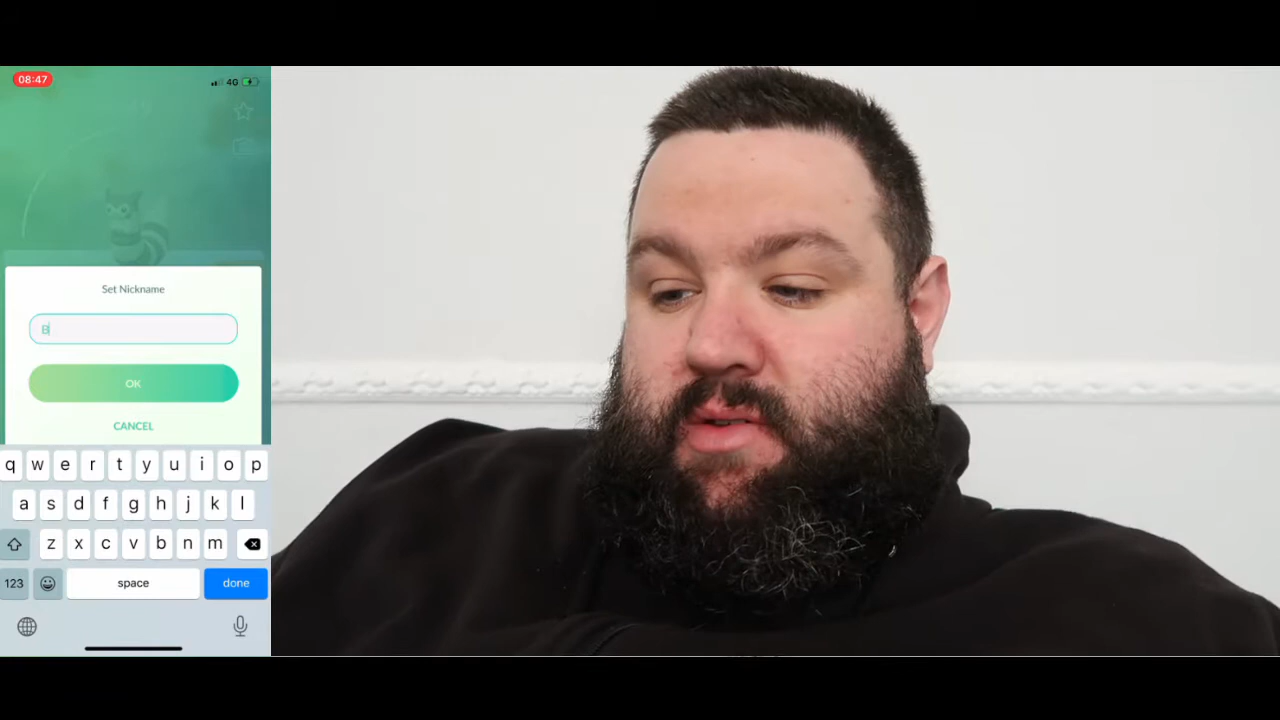 08:47
4G
Set Nickname
B
OK
CANCEL
q w e r t y u i o p
a s d f g h j k l
z x c v b n m
123 space done